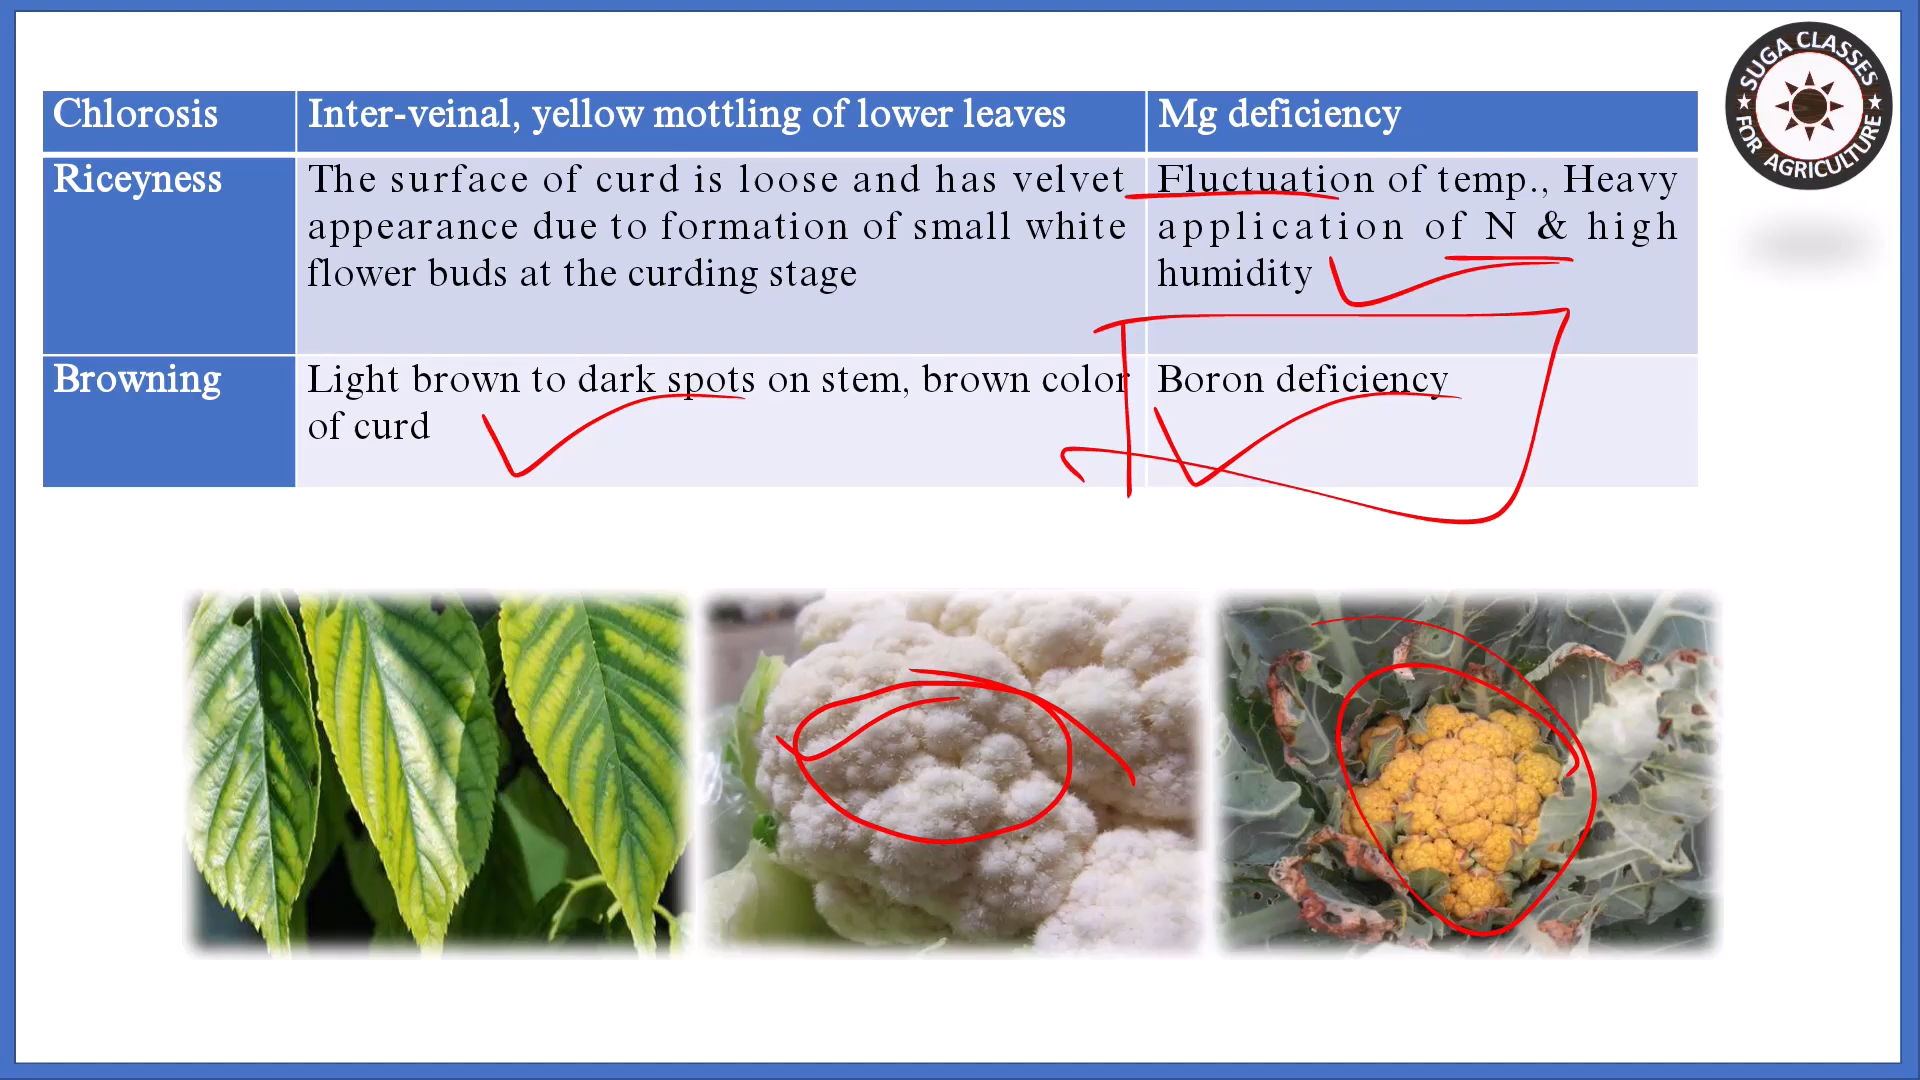 SUGA CLASSES
FOR AGRICULTURE
Chlorosis
Inter-veinal, yellow mottling of lower leaves
Mg deficiency
Riceyness
The surface of curd is loose and has velvet
appearance due to formation of small white
flower buds at the curding stage
Fluctuation of temp., Heavy
application of N & high
humidity
Browning
Light brown to dark spots on stem, brown color
of curd
Boron deficiency